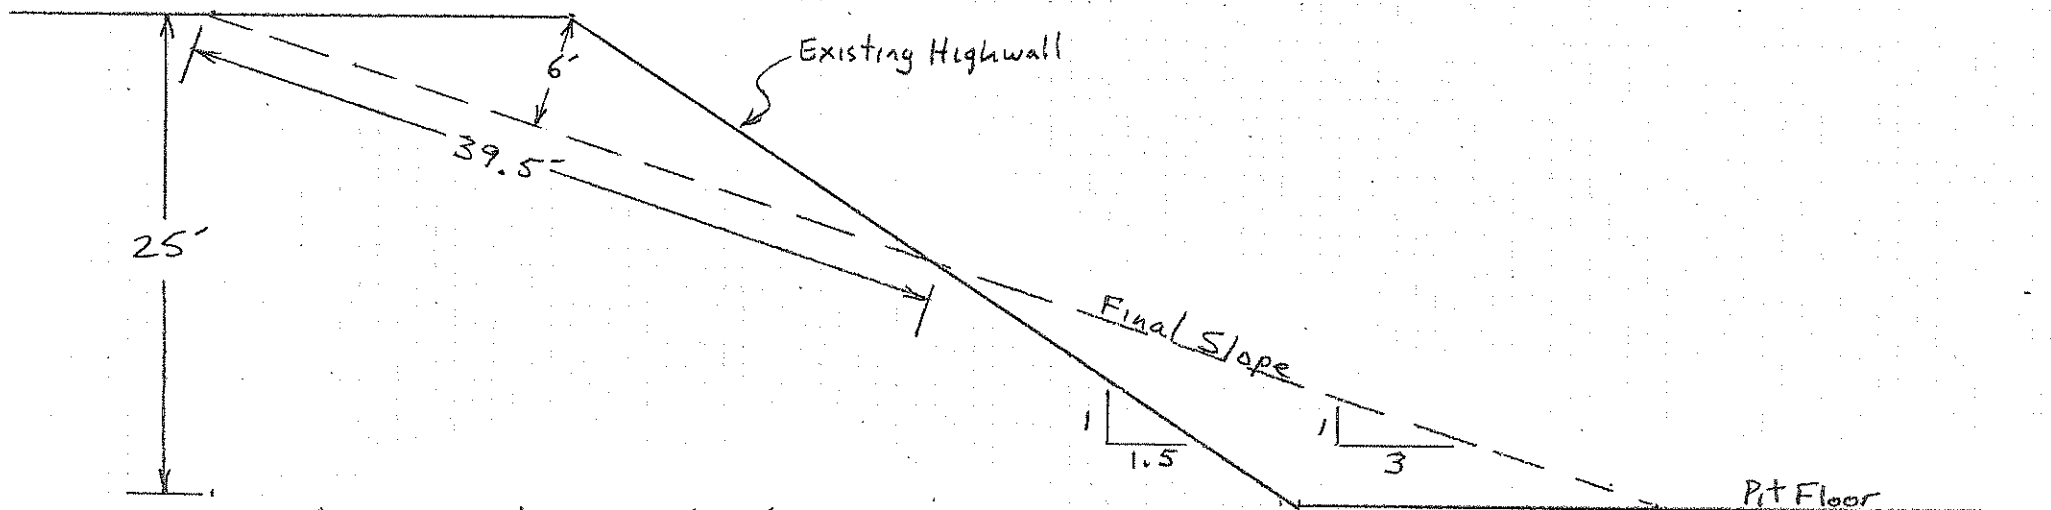 Existing Highwall
6'
39.5'
25'
Final Slope
1
1.5
1
3
Pit Floor